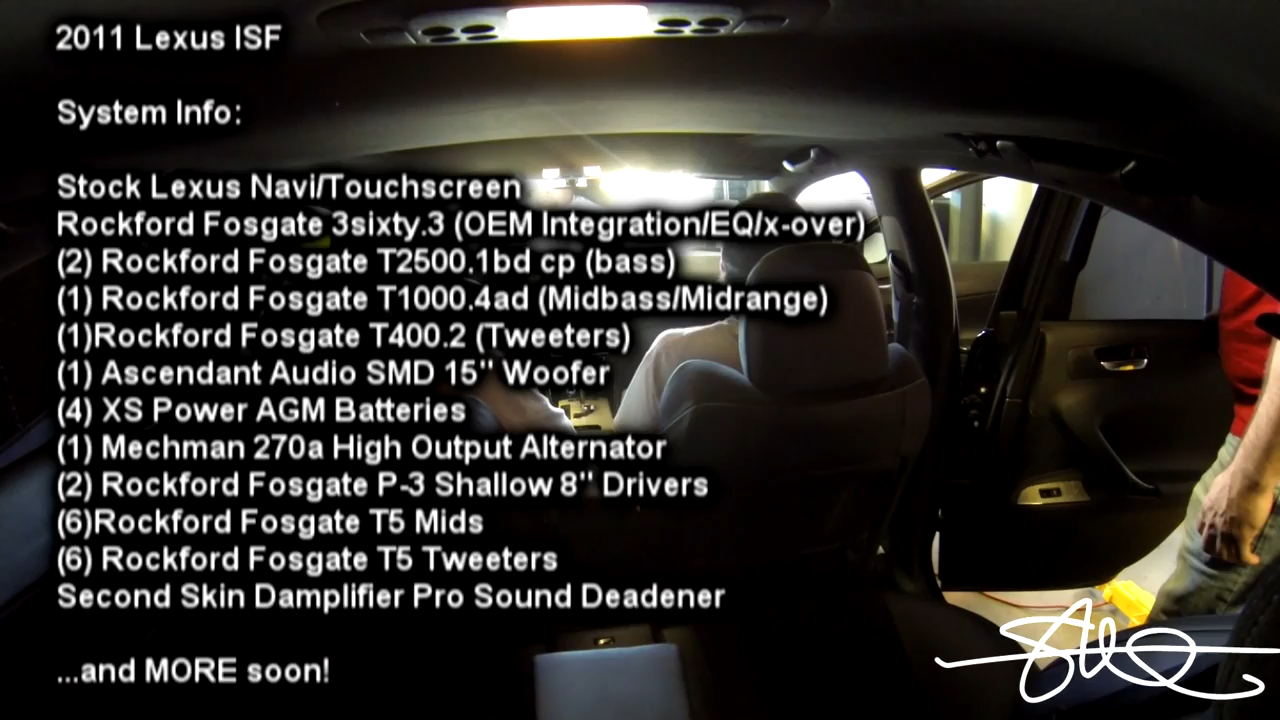 2011 Lexus ISF
System Info:
Stock Lexus Navi/Touchscreen
Rockford Fosgate 3sixty.3 (OEM Integration/EQ/x-over)
(2) Rockford Fosgate T2500.1bd cp (bass)
(1) Rockford Fosgate T1000.4ad (Midbass/Midrange)
(1)Rockford Fosgate T400.2 (Tweeters)
(1) Ascendant Audio SMD 15" Woofer
(4) XS Power AGM Batteries
(1) Mechman 270a High Output Alternator
(2) Rockford Fosgate P-3 Shallow 8" Drivers
(6)Rockford Fosgate T5 Mids
(6) Rockford Fosgate T5 Tweeters
Second Skin Damplifier Pro Sound Deadener
...and MORE soon!